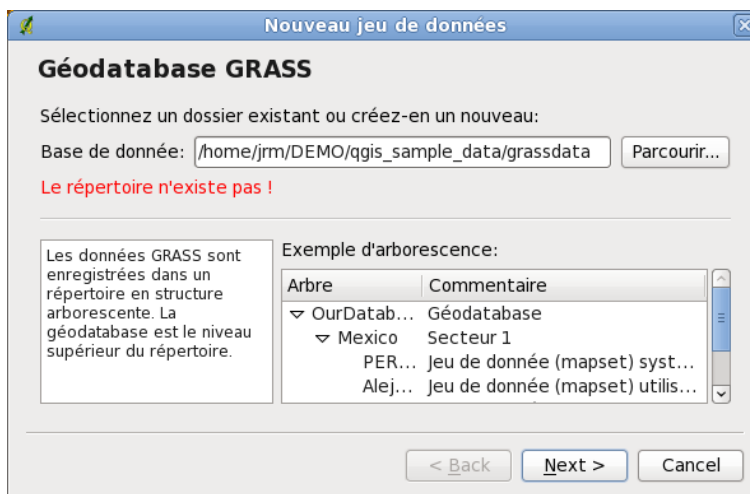 Nouveau jeu de données
Géodatabase GRASS
Sélectionnez un dossier existant ou créez-en un nouveau:
Base de donnée: /home/jrm/DEMO/qgis_sample_data/grassdata Parcourir...
Le répertoire n'existe pas !
Les données GRASS sont
enregistrées dans un
répertoire en structure
arborescente. La
géodatabase est le niveau
supérieur du répertoire.
Exemple d'arborescence:
Arbre Commentaire
OurDatab... Géodatabase
Mexico Secteur 1
PER... Jeu de donnée (mapset) syst...
Alej... Jeu de donnée (mapset) utilis...
< Back Next > Cancel